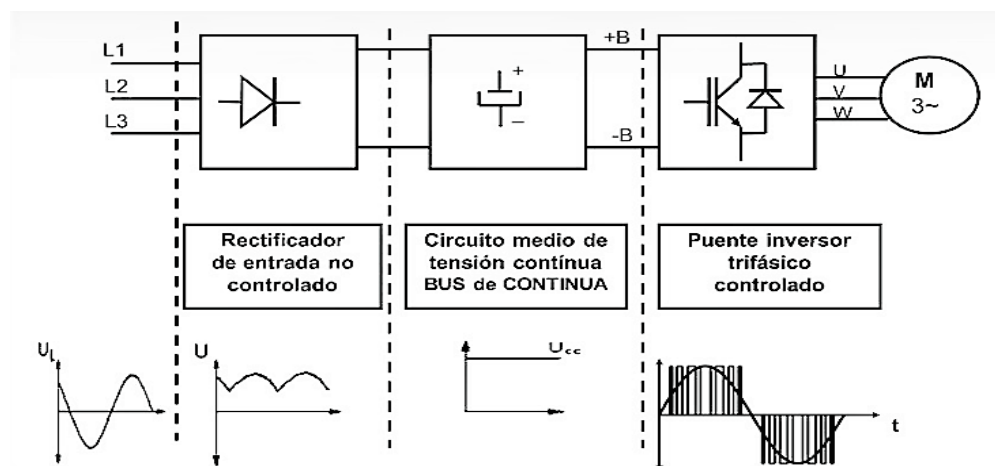 L1
L2
L3
+
−
+B
-B
U
V
W
M
3~
Rectificador
de entrada no
controlado
Circuito medio de
tensión contínua
BUS de CONTINUA
Puente inversor
trifásico
controlado
UL
U
Ucc
t